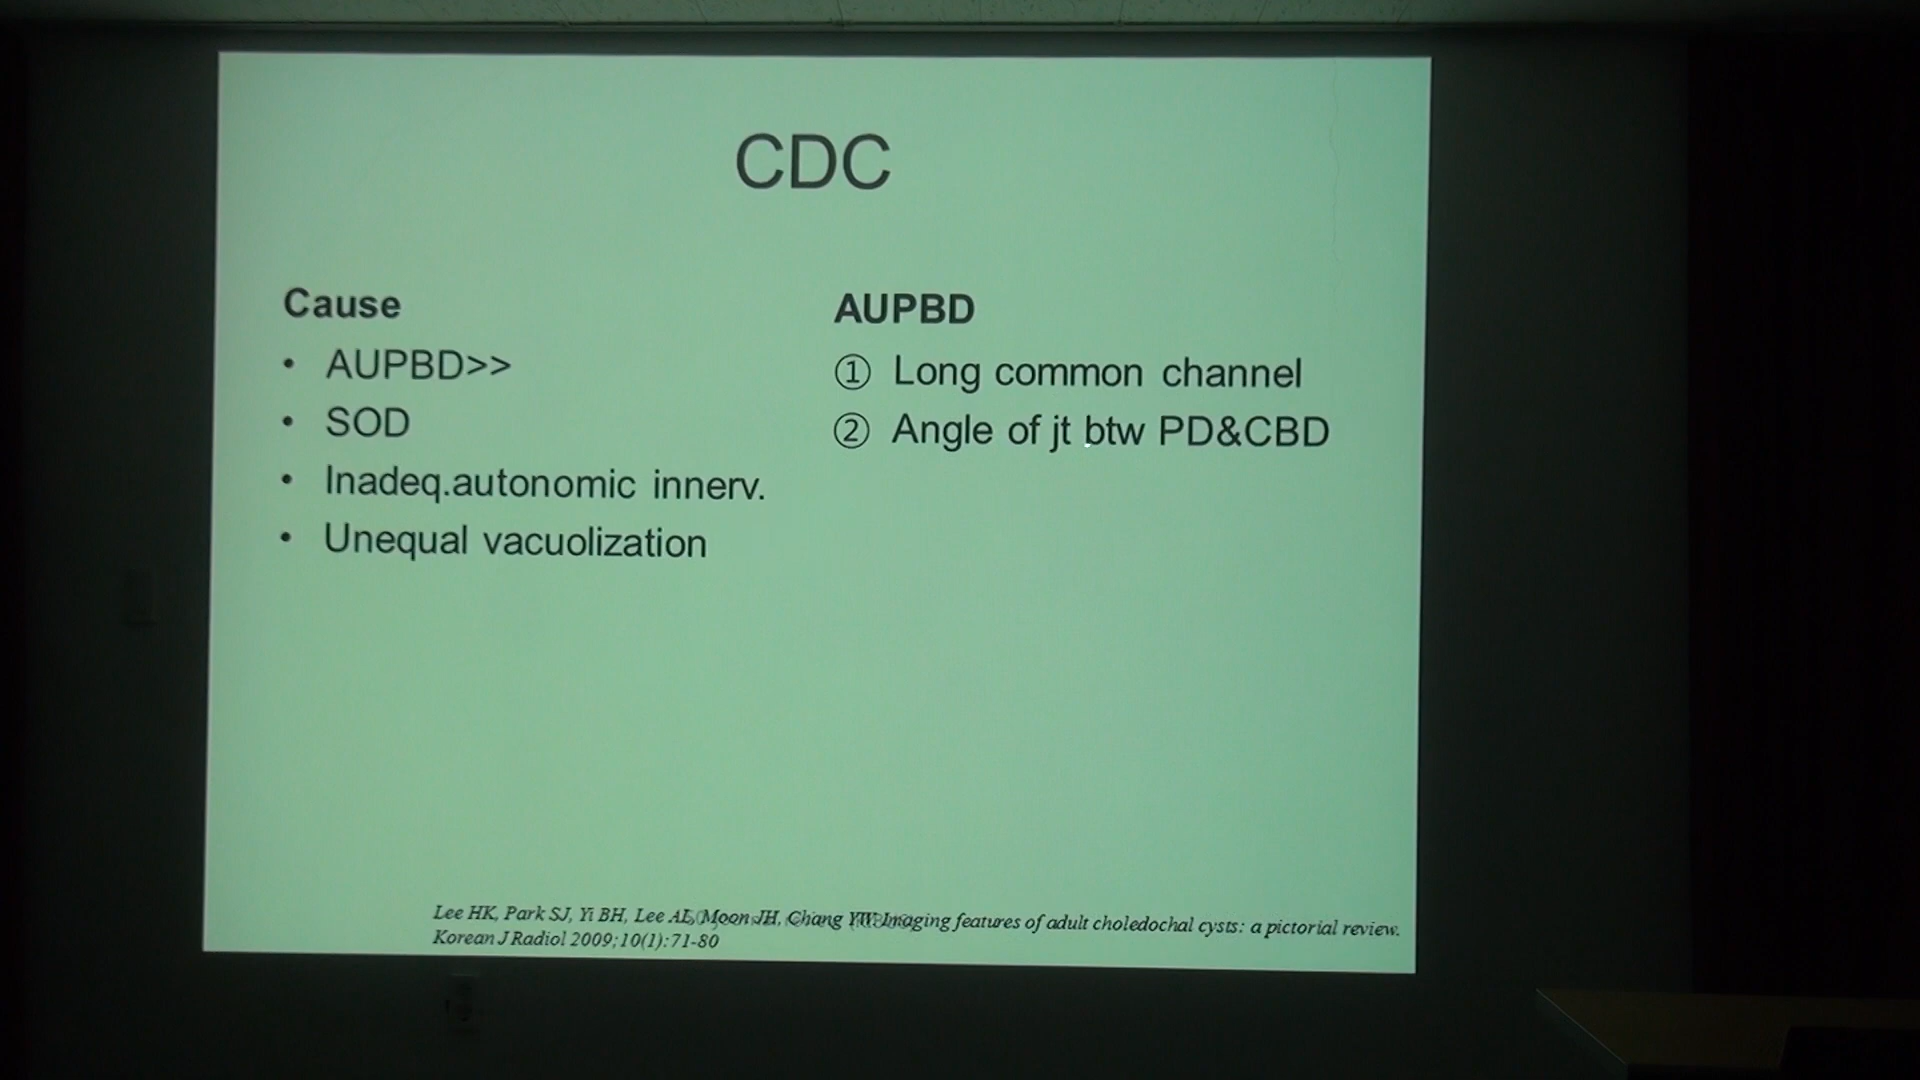 CDC
Cause
• AUPBD>>
• SOD
• Inadeq.autonomic innerv.
• Unequal vacuolization
AUPBD
① Long common channel
② Angle of jt btw PD&CBD
Lee HK, Park SJ, Yi BH, Lee AL, Moon JH, Chang YW. Imaging features of adult choledochal cysts: a pictorial review.
Korean J Radiol 2009;10(1):71-80